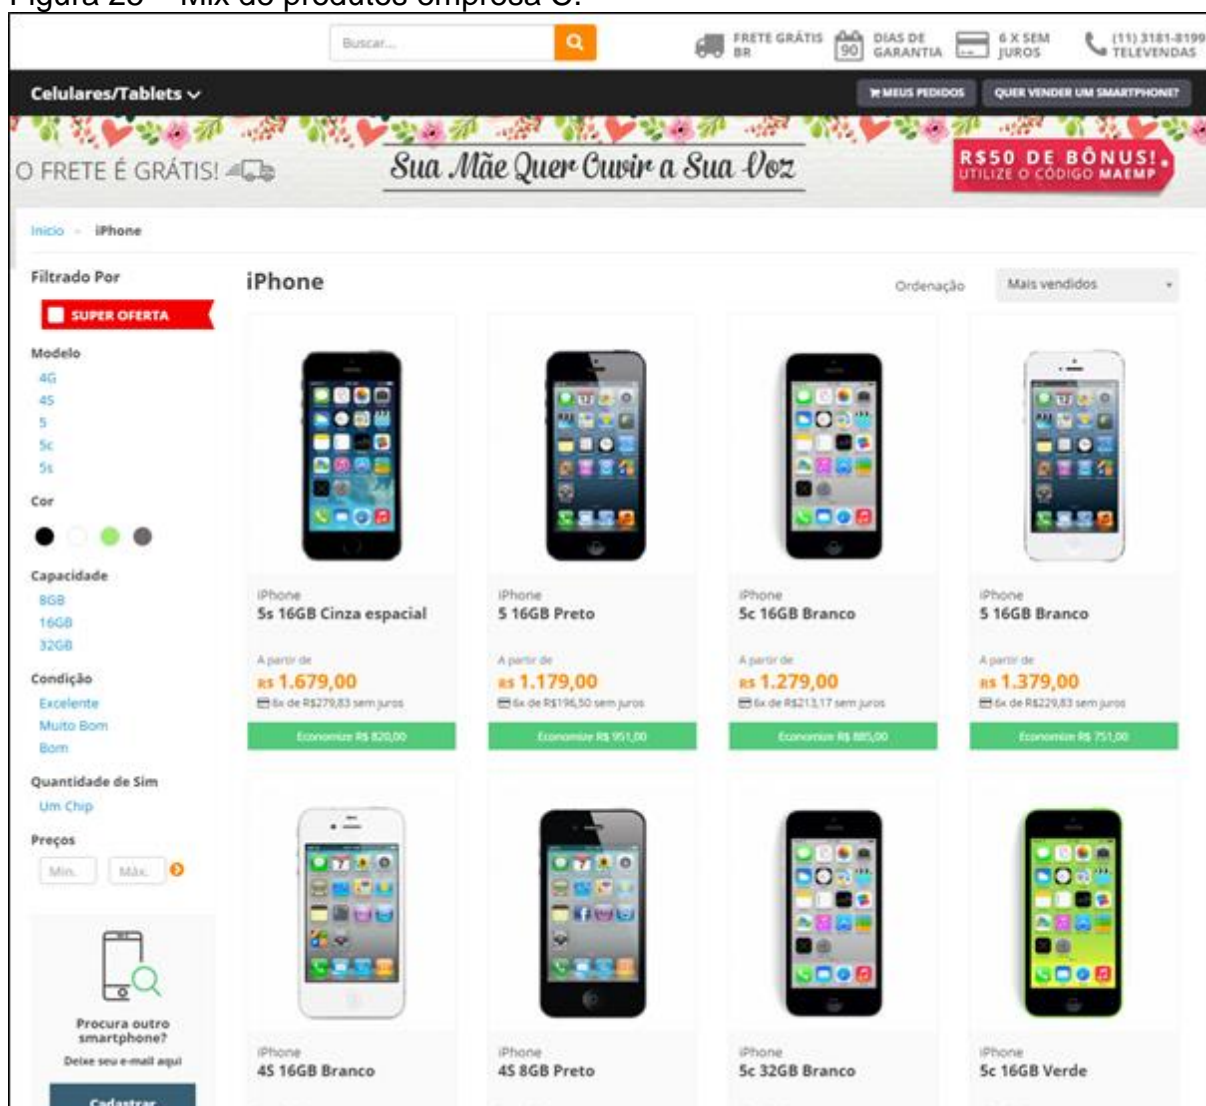 Figura 28 – Mix de produtos empresa C.
Buscar...
FRETE GRÁTIS
BR
90
DIAS DE
GARANTIA
6 X SEM
JUROS
(11) 3181-8199
TELEVENDAS
Celulares/Tablets
MEUS PEDIDOS
QUER VENDER UM SMARTPHONE?
O FRETE É GRÁTIS!
Sua Mãe Quer Ouvir a Sua Voz
R$50 DE BÔNUS!
UTILIZE O CÓDIGO MAEMP
Inicio
iPhone
Filtrado Por
SUPER OFERTA
Modelo
4G
4S
5
5c
5s
Cor
Capacidade
8GB
16GB
32GB
Condição
Excelente
Muito Bom
Bom
Quantidade de Sim
Um Chip
Preços
Min.
Máx.
Procura outro
smartphone?
Deixe seu e-mail aqui
Cadastrar
iPhone
Ordenação
Mais vendidos
iPhone
5s 16GB Cinza espacial
A partir de
R$ 1.679,00
6x de R$279,83 sem juros
Economize R$ 820,00
iPhone
5 16GB Preto
A partir de
R$ 1.179,00
6x de R$196,50 sem juros
Economize R$ 951,00
iPhone
5c 16GB Branco
A partir de
R$ 1.279,00
6x de R$213,17 sem juros
Economize R$ 885,00
iPhone
5 16GB Branco
A partir de
R$ 1.379,00
6x de R$229,83 sem juros
Economize R$ 751,00
iPhone
4S 16GB Branco
iPhone
4S 8GB Preto
iPhone
5c 32GB Branco
iPhone
5c 16GB Verde